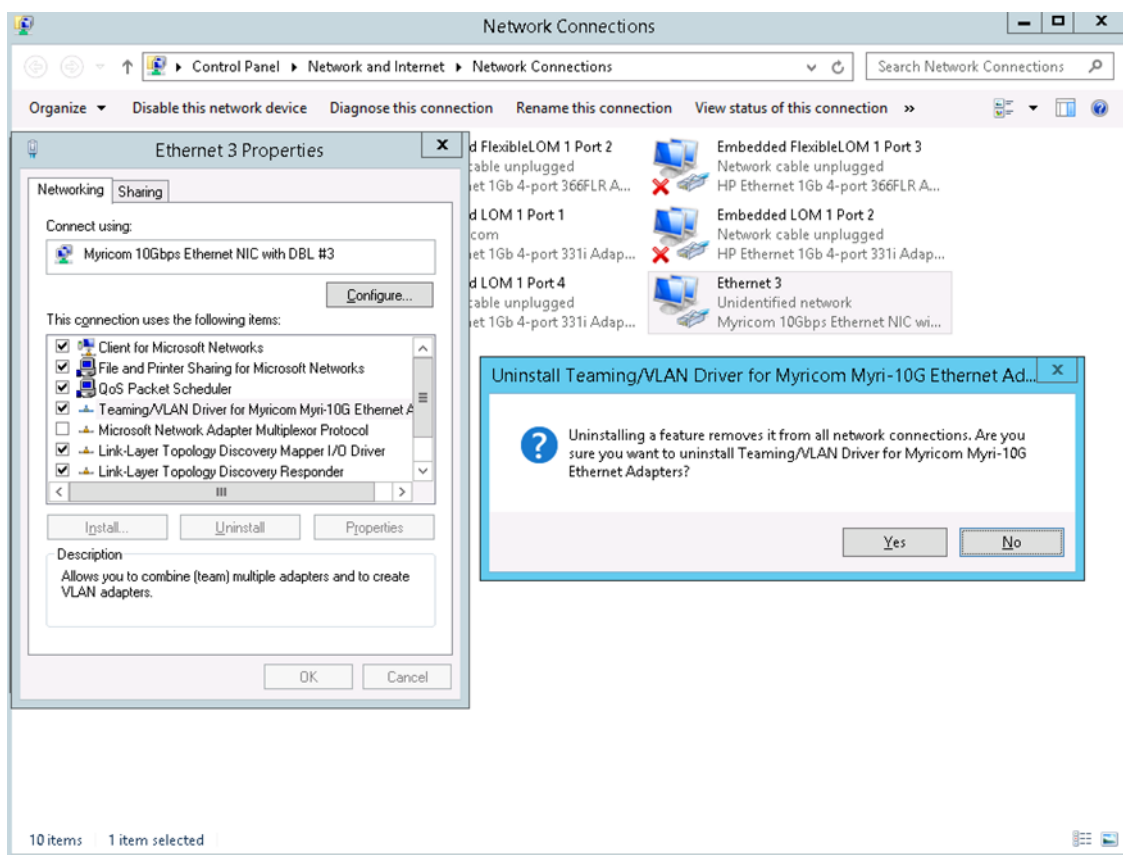 Network Connections
Control Panel Network and Internet Network Connections
Search Network Connections
Organize Disable this network device Diagnose this connection Rename this connection View status of this connection »
Ethernet 3 Properties
Networking Sharing
Connect using:
Myricom 10Gbps Ethernet NIC with DBL #3
Configure...
This connection uses the following items:
Client for Microsoft Networks
File and Printer Sharing for Microsoft Networks
QoS Packet Scheduler
Teaming/VLAN Driver for Myricom Myri-10G Ethernet A
Microsoft Network Adapter Multiplexor Protocol
Link-Layer Topology Discovery Mapper I/O Driver
Link-Layer Topology Discovery Responder
Install... Uninstall Properties
Description
Allows you to combine (team) multiple adapters and to create
VLAN adapters.
OK Cancel
d FlexibleLOM 1 Port 2
cable unplugged
et 1Gb 4-port 366FLR A...
Embedded FlexibleLOM 1 Port 3
Network cable unplugged
HP Ethernet 1Gb 4-port 366FLR A...
d LOM 1 Port 1
com
et 1Gb 4-port 331i Adap...
Embedded LOM 1 Port 2
Network cable unplugged
HP Ethernet 1Gb 4-port 331i Adap...
d LOM 1 Port 4
cable unplugged
et 1Gb 4-port 331i Adap...
Ethernet 3
Unidentified network
Myricom 10Gbps Ethernet NIC wi...
Uninstall Teaming/VLAN Driver for Myricom Myri-10G Ethernet Ad...
Uninstalling a feature removes it from all network connections. Are you
sure you want to uninstall Teaming/VLAN Driver for Myricom Myri-10G
Ethernet Adapters?
Yes No
10 items 1 item selected